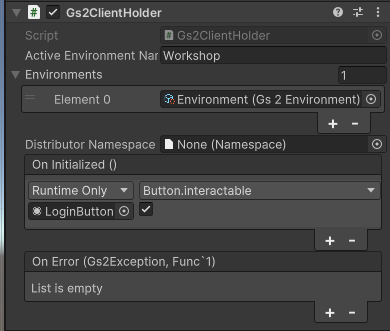 Gs2ClientHolder
Script Gs2ClientHolder
Active Environment Nar Workshop
Environments 1
Element 0 Environment (Gs 2 Environment)
+ -
Distributor Namespace None (Namespace)
On Initialized ()
Runtime Only Button.interactable
LoginButton
+ -
On Error (Gs2Exception, Func`1)
List is empty
+ -